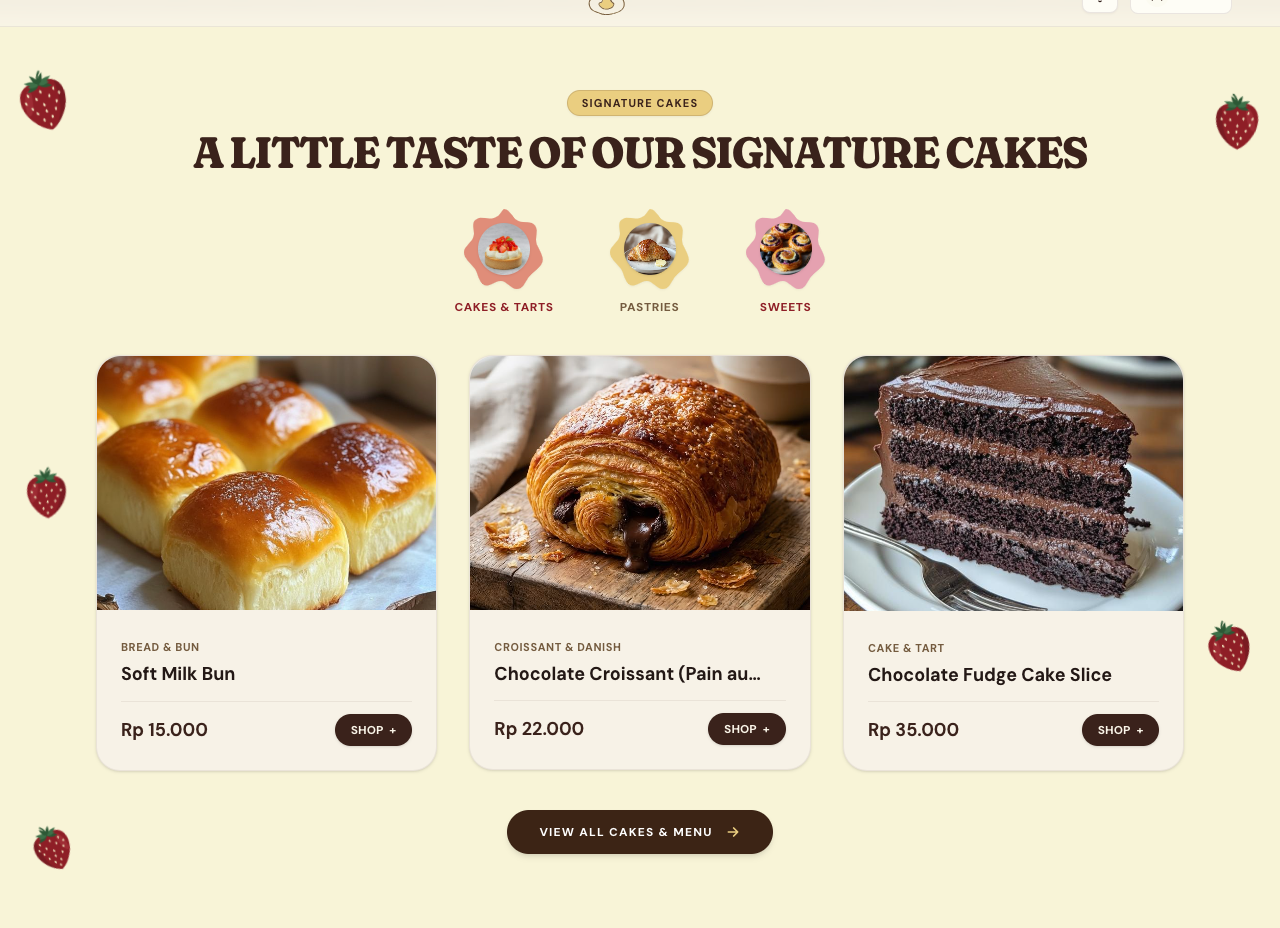 SIGNATURE CAKES
A LITTLE TASTE OF OUR SIGNATURE CAKES
CAKES & TARTS
PASTRIES
SWEETS
BREAD & BUN
Soft Milk Bun
Rp 15.000
SHOP +
CROISSANT & DANISH
Chocolate Croissant (Pain au…
Rp 22.000
SHOP +
CAKE & TART
Chocolate Fudge Cake Slice
Rp 35.000
SHOP +
VIEW ALL CAKES & MENU →